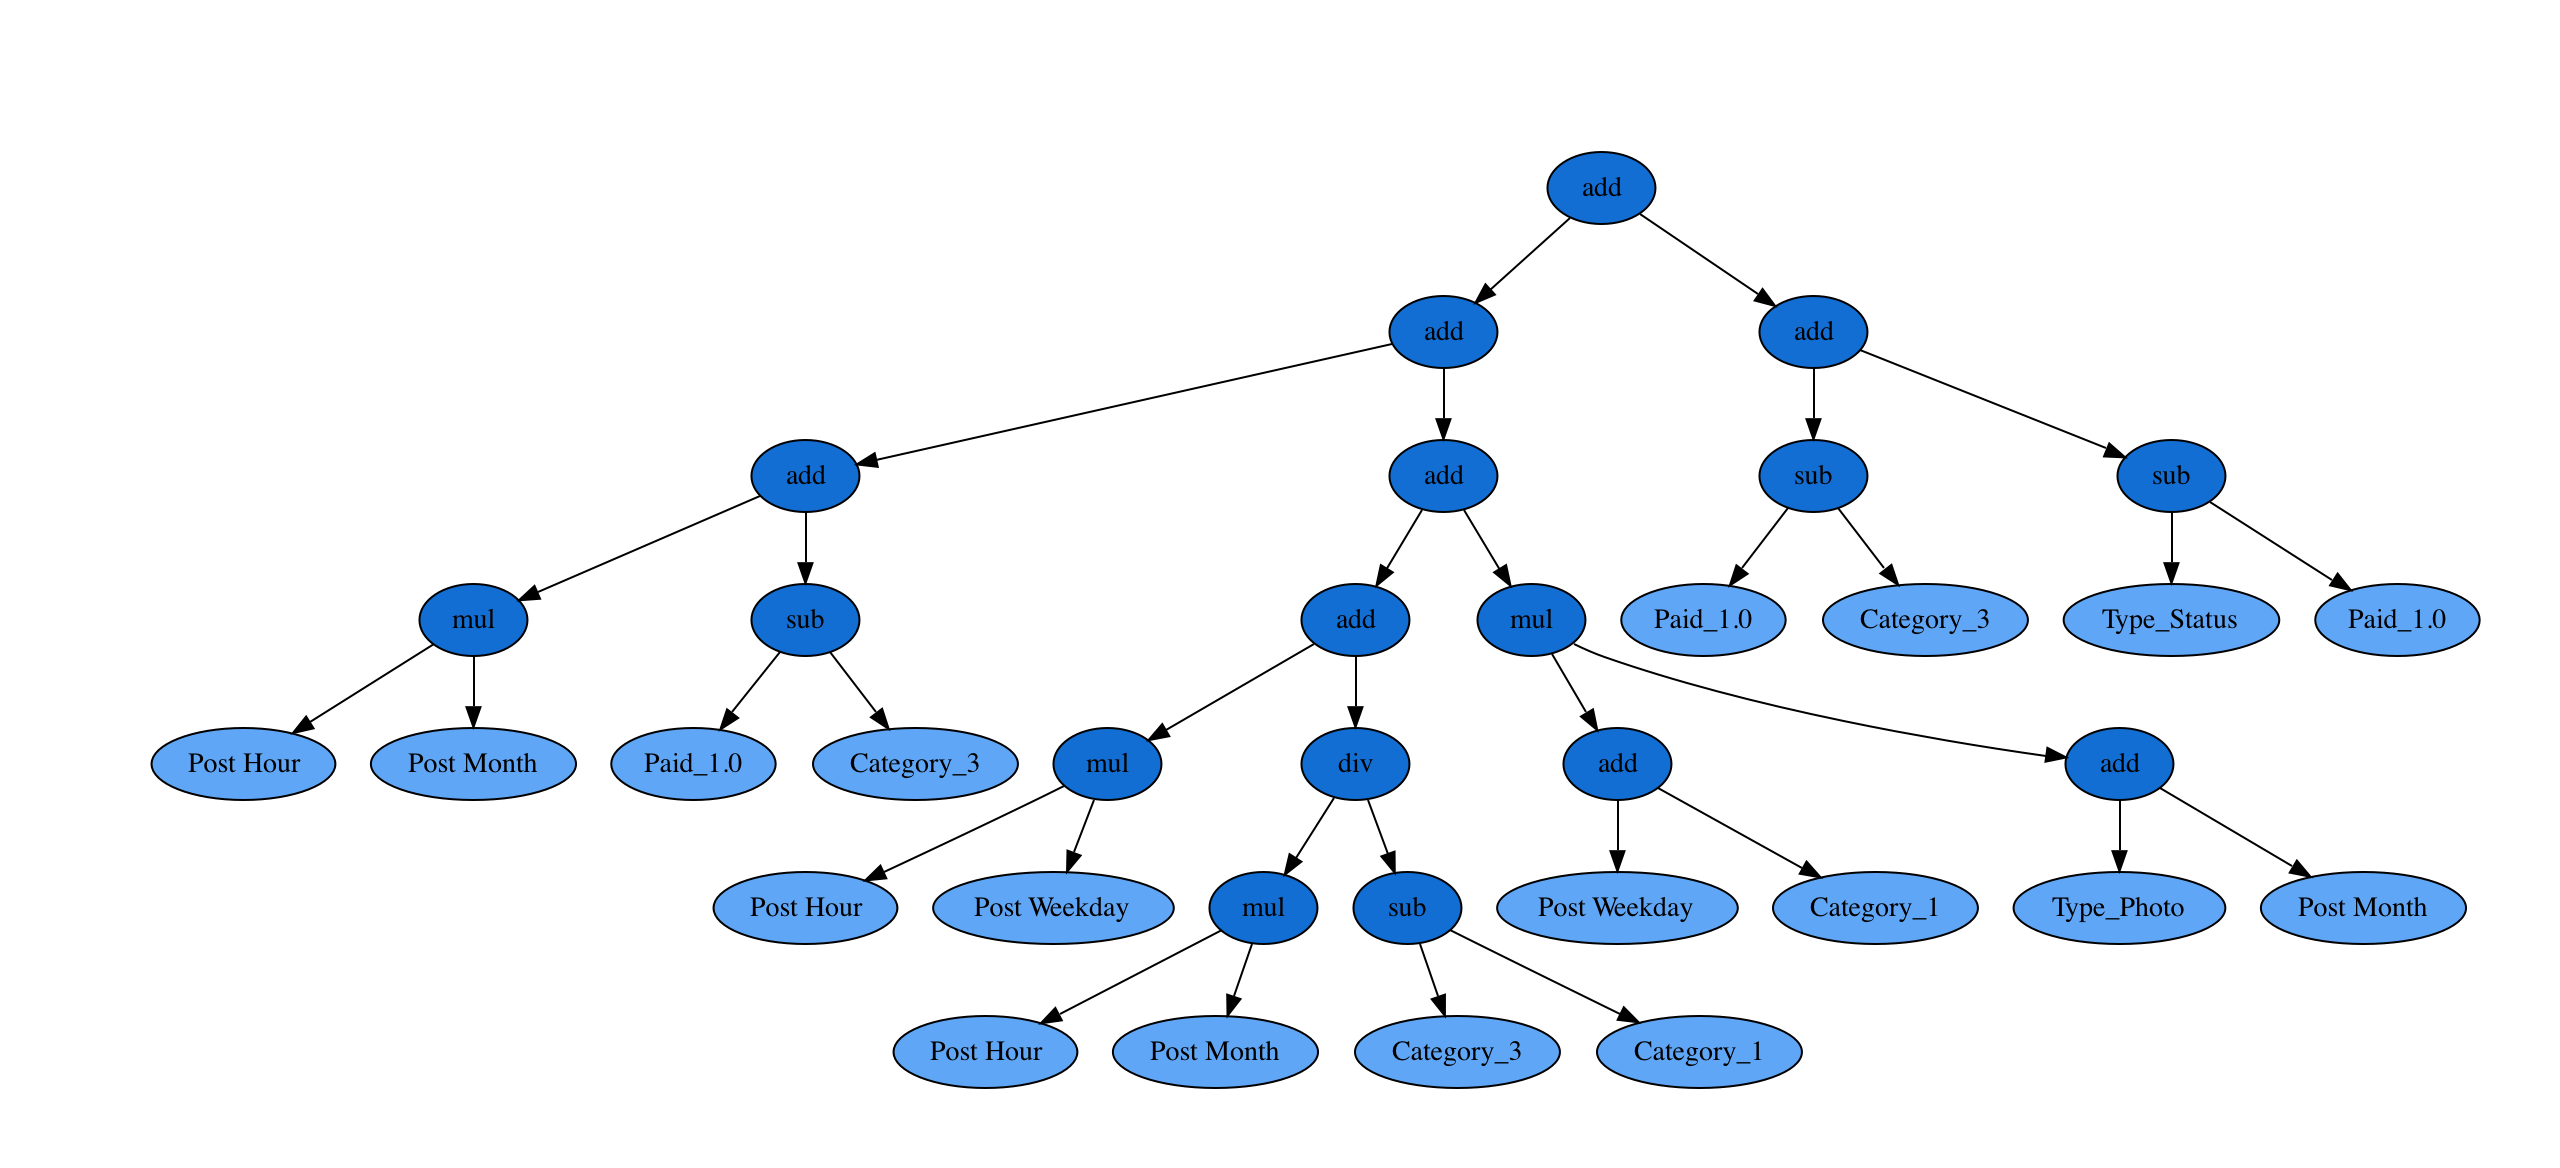 add
add
add
add
add
sub
sub
mul
sub
add
mul
Paid_1.0
Category_3
Type_Status
Paid_1.0
Post Hour
Post Month
Paid_1.0
Category_3
mul
div
add
add
Post Hour
Post Weekday
mul
sub
Post Weekday
Category_1
Type_Photo
Post Month
Post Hour
Post Month
Category_3
Category_1